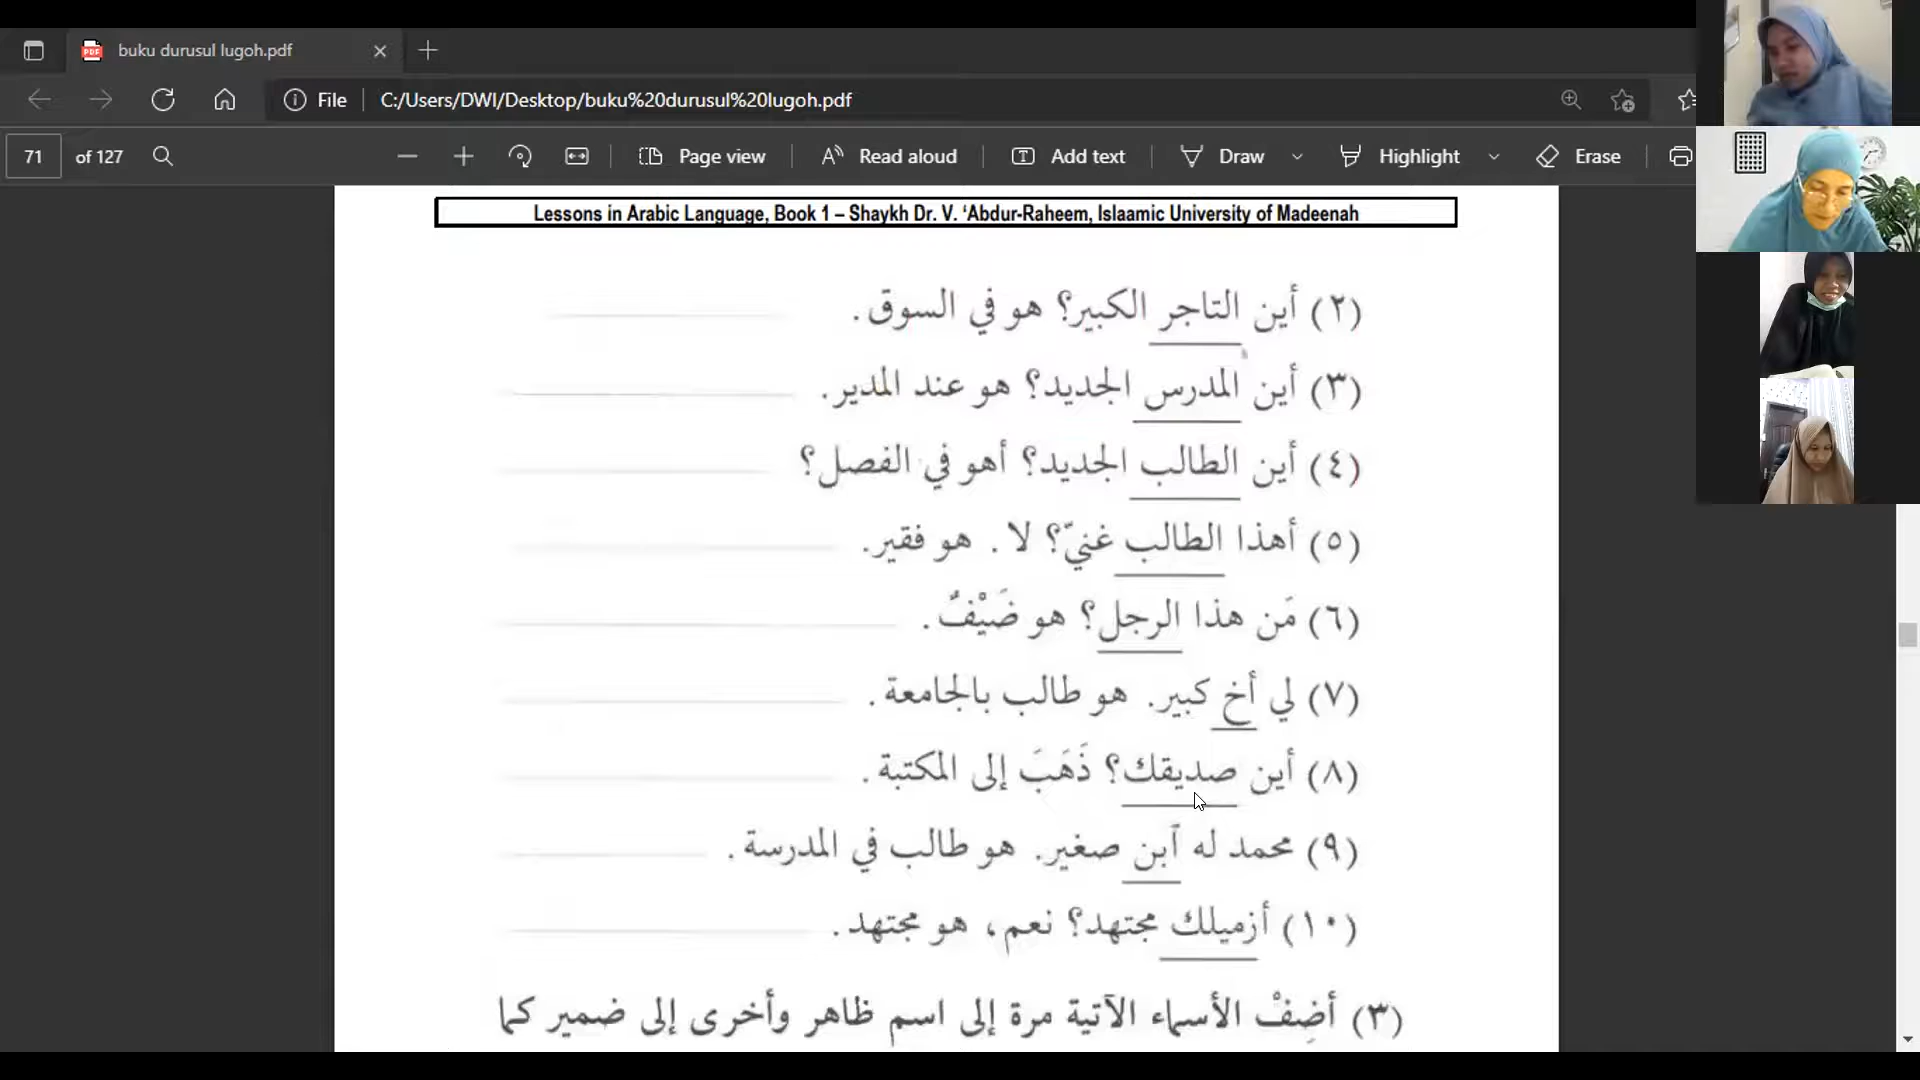 buku durusul lugoh.pdf
File
C:/Users/DWI/Desktop/buku%20durusul%20lugoh.pdf
71 of 127
Page view
Read aloud
Add text
Draw
Highlight
Erase
Lessons in Arabic Language, Book 1 – Shaykh Dr. V. ‘Abdur-Raheem, Islaamic University of Madeenah
(٢) أين التاجر الكبير؟ هو في السوق.
(٣) أين المدرس الجديد؟ هو عند المدير.
(٤) أين الطالب الجديد؟ أهو في الفصل؟
(٥) أهذا الطالب غنيّ؟ لا. هو فقير.
(٦) مَن هذا الرجل؟ هو ضَيْفٌ.
(٧) لي أخ كبير. هو طالب بالجامعة.
(٨) أين صديقك؟ ذَهَبَ إلى المكتبة.
(٩) محمد له ٱبن صغير. هو طالب في المدرسة.
(١٠) أزميلك مجتهد؟ نعم، هو مجتهد.
(٣) أضِفْ الأسماء الآتية مرة إلى اسم ظاهر وأخرى إلى ضمير كما